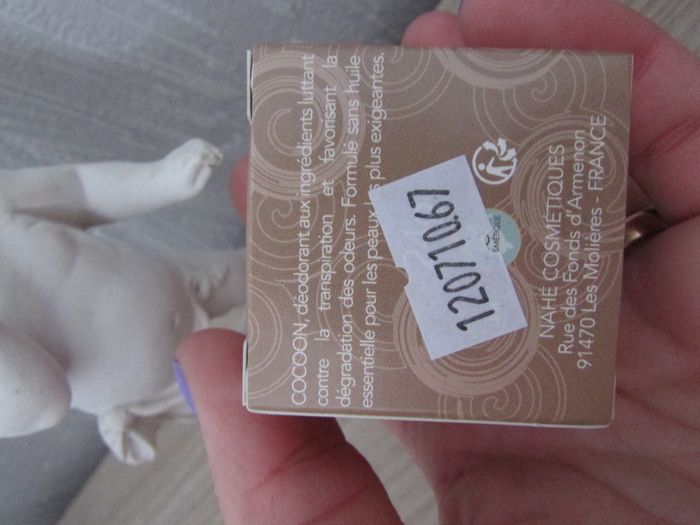 COCOON, déodorant aux ingrédients luttant
contre la transpiration et favorisant la
dégradation des odeurs. Formulé sans huile
essentielle pour les peaux plus exigeantes.
12071067
NAHÉ COSMÉTIQUES
Rue des Fonds d'Armenon
91470 Les Molières - FRANCE